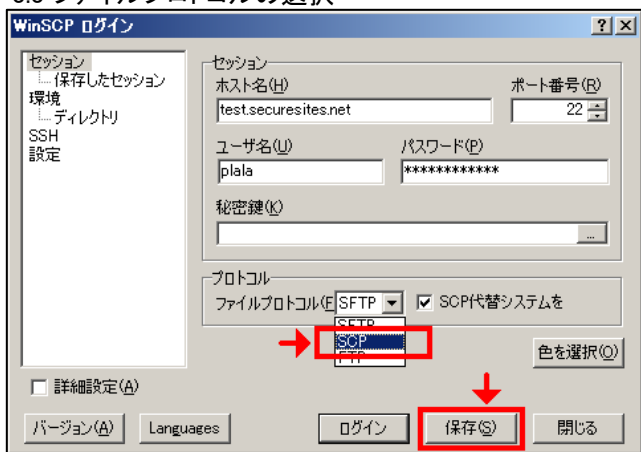 WinSCP ログイン
セッション
保存したセッション
環境
ディレクトリ
SSH
設定
セッション
ホスト名(H) ポート番号(R)
test.securesites.net 22
ユーザ名(U) パスワード(P)
plala ************
秘密鍵(K)
...
プロトコル
ファイルプロトコル(F SFTP SCP代替システムを
SFTP
SCP
FTP
色を選択(O)
詳細設定(A)
バージョン(A) Languages ログイン 保存(S) 閉じる